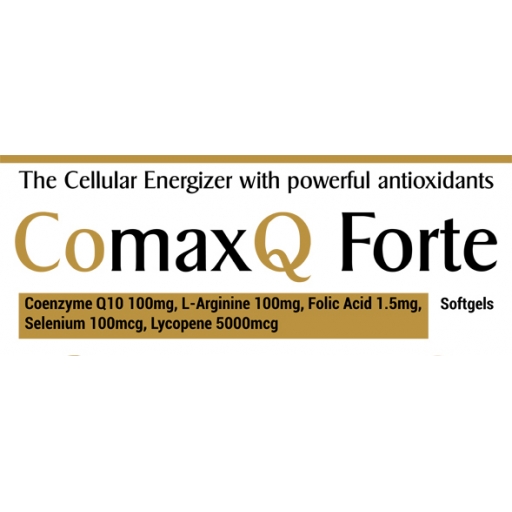 The Cellular Energizer with powerful antioxidants
ComaxQ Forte
Coenzyme Q10 100mg, L-Arginine 100mg, Folic Acid 1.5mg, Softgels
Selenium 100mcg, Lycopene 5000mcg